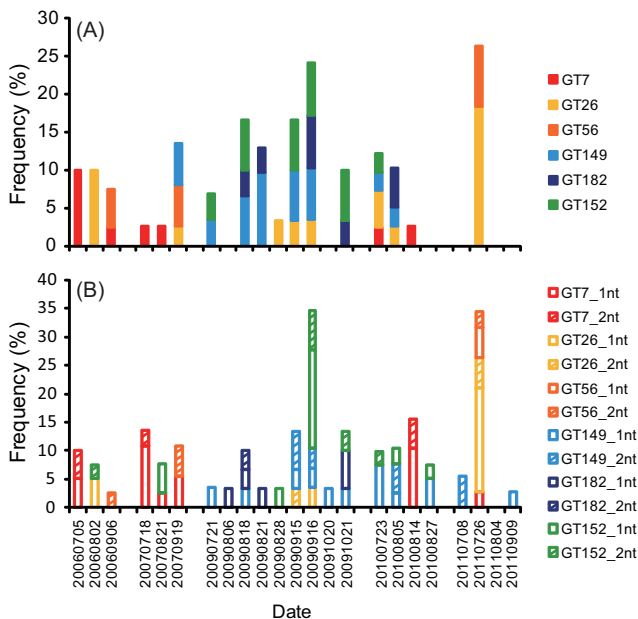 (A)
Frequency (%)
30
25
20
15
10
5
0
GT7
GT26
GT56
GT149
GT182
GT152
(B)
Frequency (%)
40
35
30
25
20
15
10
5
0
GT7_1nt
GT7_2nt
GT26_1nt
GT26_2nt
GT56_1nt
GT56_2nt
GT149_1nt
GT149_2nt
GT182_1nt
GT182_2nt
GT152_1nt
GT152_2nt
20060705
20060802
20060906
20070718
20070821
20070919
20090721
20090806
20090818
20090821
20090828
20090915
20090916
20091020
20091021
20100723
20100805
20100814
20100827
20110708
20110726
20110804
20110909
Date